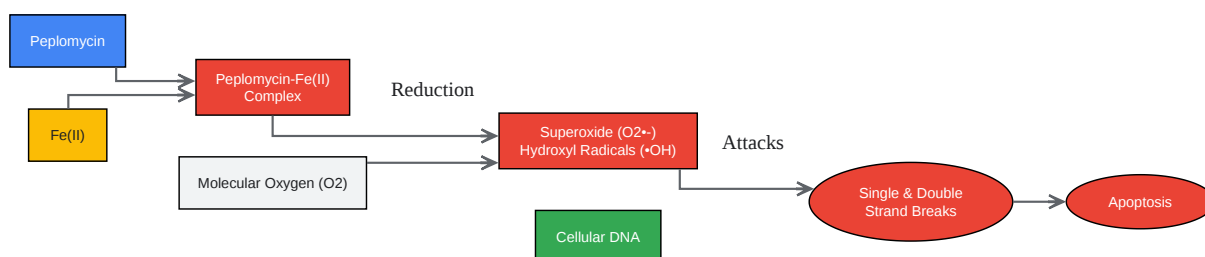 Peplomycin
Fe(II)
Peplomycin-Fe(II)
Complex
Molecular Oxygen (O2)
Reduction
Superoxide (O2•-)
Hydroxyl Radicals (•OH)
Cellular DNA
Attacks
Single & Double
Strand Breaks
Apoptosis